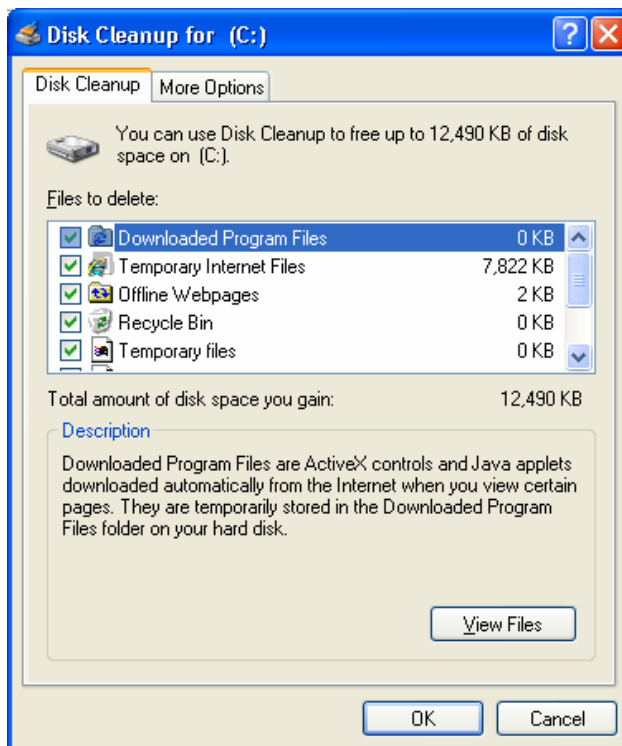 Disk Cleanup for (C:)
Disk Cleanup
More Options
You can use Disk Cleanup to free up to 12,490 KB of disk
space on (C:).
Files to delete:
Downloaded Program Files 0 KB
Temporary Internet Files 7,822 KB
Offline Webpages 2 KB
Recycle Bin 0 KB
Temporary files 0 KB
Total amount of disk space you gain: 12,490 KB
Description
Downloaded Program Files are ActiveX controls and Java applets
downloaded automatically from the Internet when you view certain
pages. They are temporarily stored in the Downloaded Program
Files folder on your hard disk.
View Files
OK Cancel